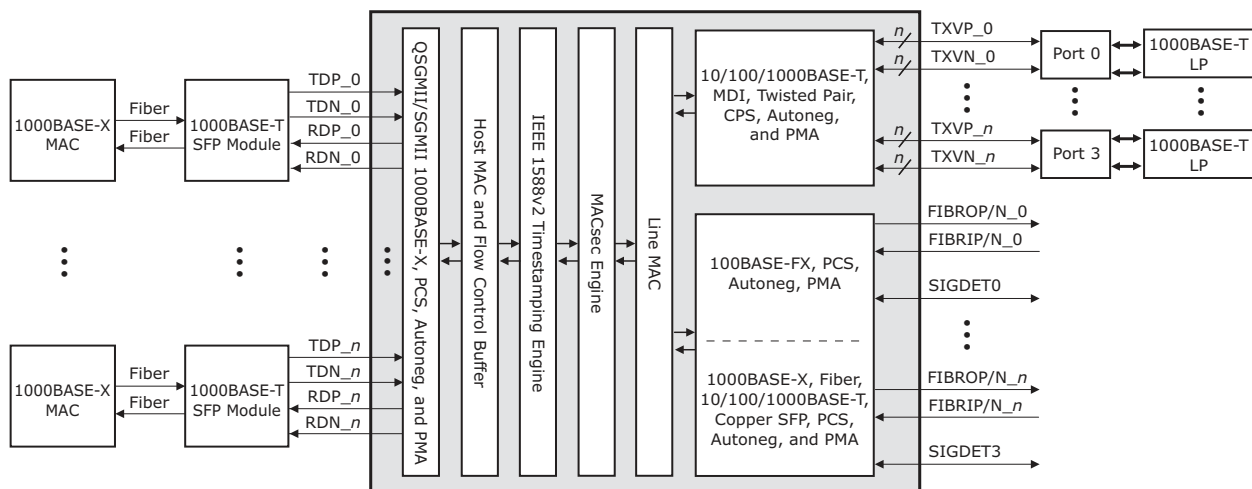 1000BASE-X
MAC
Fiber
Fiber
1000BASE-T
SFP Module
TDP_0
TDN_0
RDP_0
RDN_0
1000BASE-X
MAC
Fiber
Fiber
1000BASE-T
SFP Module
TDP_n
TDN_n
RDP_n
RDN_n
QSGMII/SGMII 1000BASE-X, PCS, Autoneg, and PMA
Host MAC and Flow Control Buffer
IEEE 1588v2 Timestamping Engine
MACsec Engine
Line MAC
10/100/1000BASE-T,
MDI, Twisted Pair,
CPS, Autoneg,
and PMA
n
TXVP_0
n
TXVN_0
n
TXVP_n
n
TXVN_n
Port 0
1000BASE-T
LP
Port 3
1000BASE-T
LP
100BASE-FX, PCS,
Autoneg, PMA
1000BASE-X, Fiber,
10/100/1000BASE-T,
Copper SFP, PCS,
Autoneg, and PMA
FIBROP/N_0
FIBRIP/N_0
SIGDET0
FIBROP/N_n
FIBRIP/N_n
SIGDET3